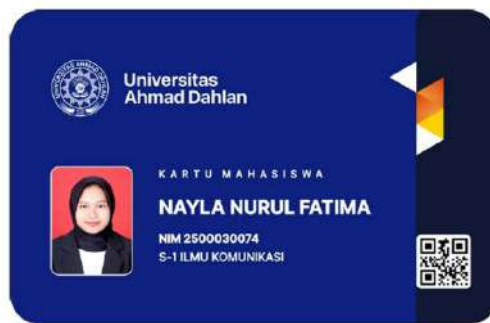 Universitas
Ahmad Dahlan
KARTU MAHASISWA
NAYLA NURUL FATIMA
NIM 2500030074
S-1 ILMU KOMUNIKASI